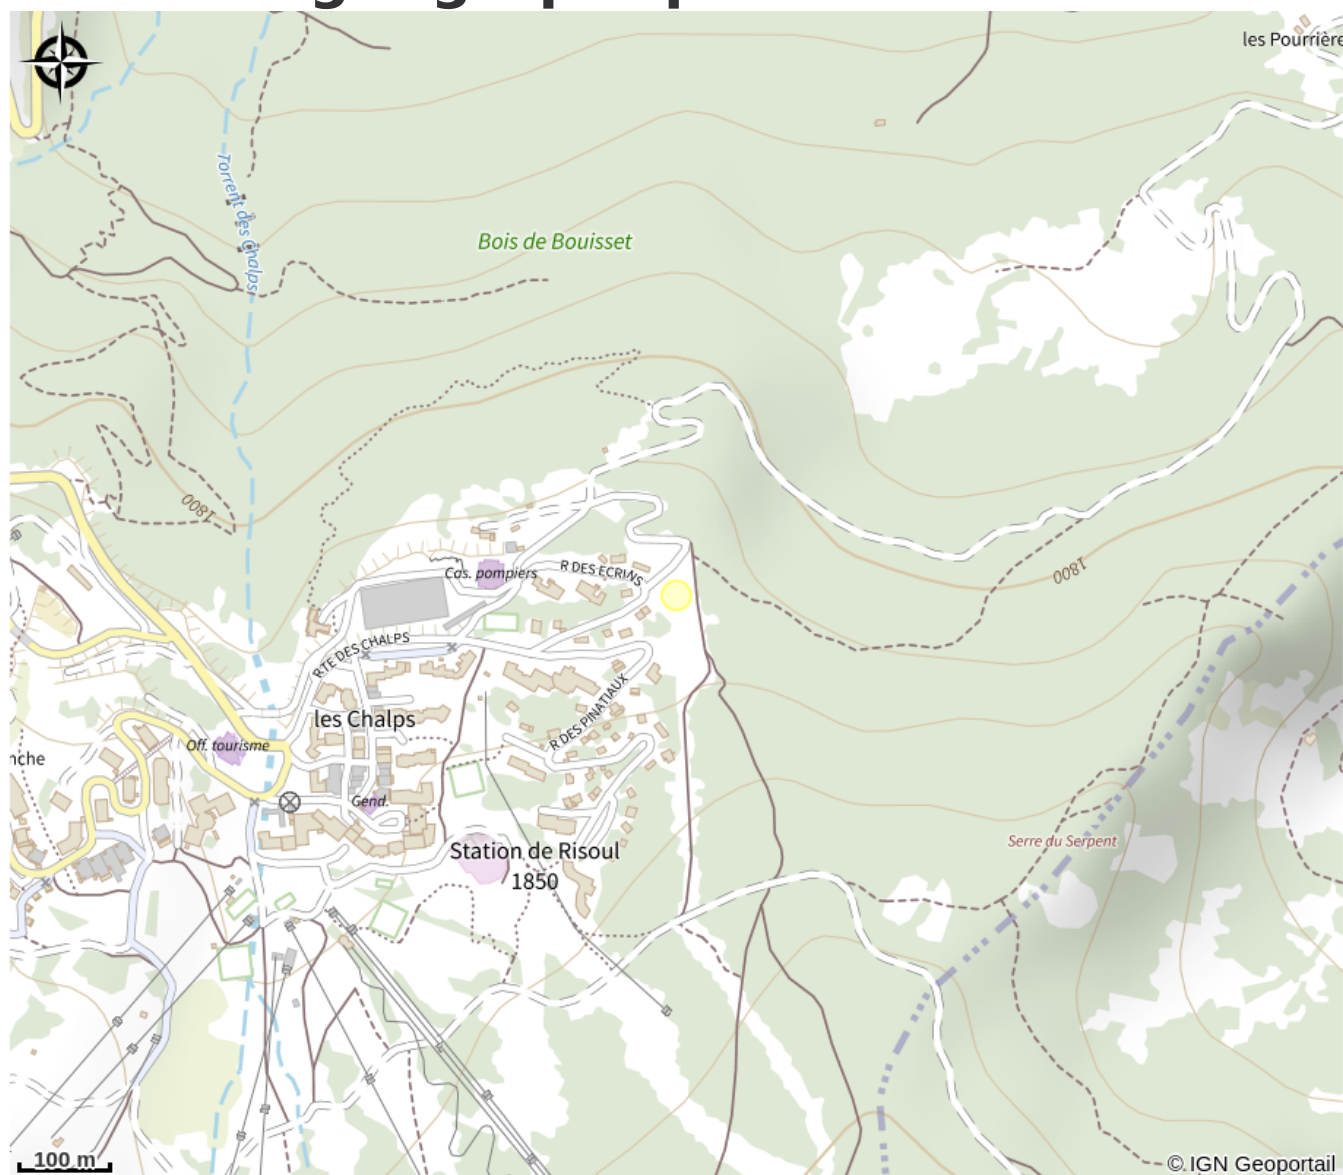 les Pourrière
Torrent des Chalps
Bois de Bouisset
1800
1800
Cas. pompiers
R DES ECRINS
RTE DES CHALPS
les Chalps
R DES PINATIAUX
Off. tourisme
nche
Gend.
Station de Risoul
1850
Serre du Serpent
100 m
© IGN Geoportail